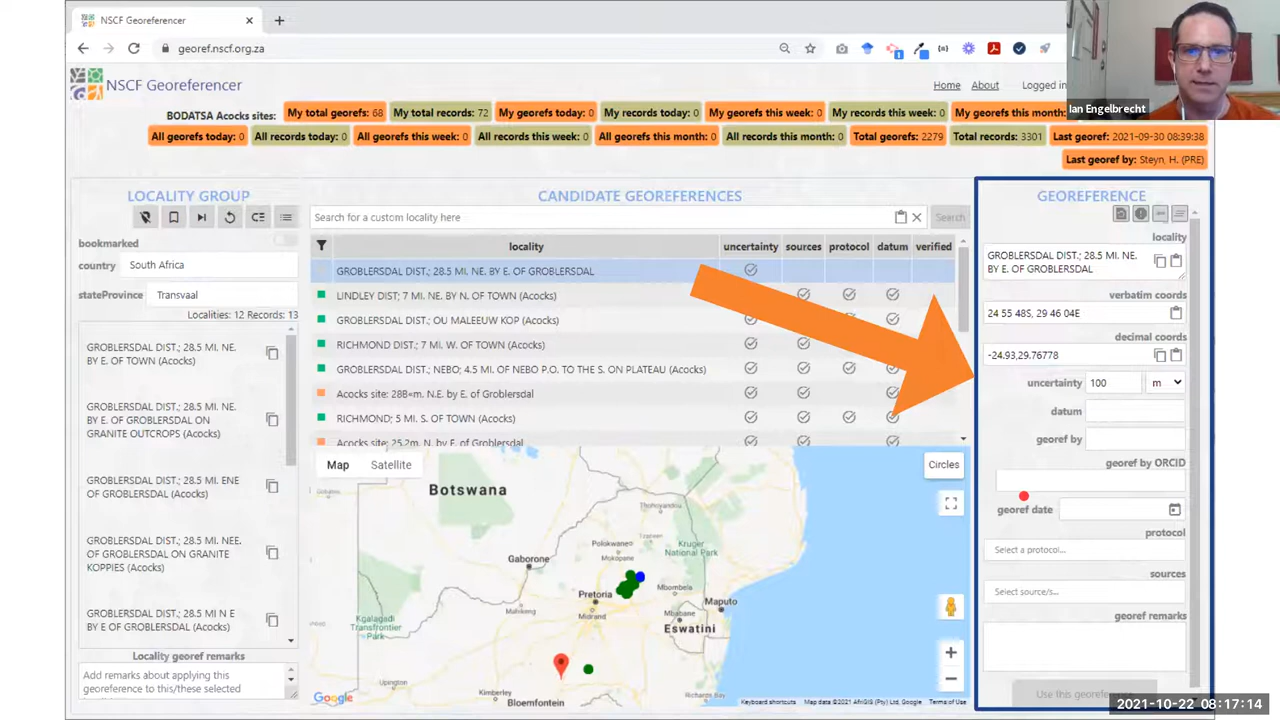 NSCF Georeferencer
georef.nscf.org.za
NSCF Georeferencer
Home
About
Logged in
Ian Engelbrecht
BODATSA Acocks sites:
My total georefs: 68
My total records: 72
My georefs today: 0
My records today: 0
My georefs this week: 0
My records this week: 0
My georefs this month:
All georefs today: 0
All records today: 0
All georefs this week: 0
All records this week: 0
All georefs this month: 0
All records this month: 0
Total georefs: 2279
Total records: 3301
Last georef: 2021-09-30 08:39:38
Last georef by: Steyn, H. (PRE)
LOCALITY GROUP
bookmarked
country
South Africa
stateProvince
Transvaal
Localities: 12 Records: 13
GROBLERSDAL DIST.; 28.5 MI. NE.
BY E. OF TOWN (Acocks)
GROBLERSDAL DIST.; 28.5 MI. NE.
BY E. OF GROBLERSDAL ON
GRANITE OUTCROPS (Acocks)
GROBLERSDAL DIST.; 28.5 MI. ENE
OF GROBLERSDAL (Acocks)
GROBLERSDAL DIST.; 28.5 MI. NEE.
OF GROBLERSDAL ON GRANITE
KOPPIES (Acocks)
GROBLERSDAL DIST.; 28.5 MI N E
BY E OF GROBLERSDAL (Acocks)
Locality georef remarks
Add remarks about applying this
georeference to this/these selected
CANDIDATE GEOREFERENCES
Search for a custom locality here
Search
locality
uncertainty
sources
protocol
datum
verified
GROBLERSDAL DIST.; 28.5 MI. NE. BY E. OF GROBLERSDAL
LINDLEY DIST; 7 MI. NE. BY N. OF TOWN (Acocks)
GROBLERSDAL DIST.; OU MALEEUW KOP (Acocks)
RICHMOND DIST.; 7 MI. W. OF TOWN (Acocks)
GROBLERSDAL DIST.; NEBO; 4.5 MI. OF NEBO P.O. TO THE S. ON PLATEAU (Acocks)
Acocks site: 28B=m. N.E. by E. of Groblersdal
RICHMOND; 5 MI. S. OF TOWN (Acocks)
Acocks site: 25.2m. N. by E. of Groblersdal
Map
Satellite
Circles
Botswana
Thohoyandou
Polokwane
Mokopane
Kruger
National Park
Gaborone
Pretoria
Mbombela
Mahikeng
Midrand
Mbabane
Maputo
Eswatini
Kgalagadi
Transfrontier
Park
Upington
Kimberley
Bloemfontein
Richards Bay
Google
Keyboard shortcuts
Map data ©2021 AfriGIS (Pty) Ltd, Google
Terms of Use
GEOREFERENCE
locality
GROBLERSDAL DIST.; 28.5 MI. NE.
BY E. OF GROBLERSDAL
verbatim coords
24 55 48S, 29 46 04E
decimal coords
-24.93,29.76778
uncertainty
100
m
datum
georef by
georef by ORCID
georef date
protocol
Select a protocol...
sources
Select source/s...
georef remarks
Use this georeference
2021-10-22 08:17:14